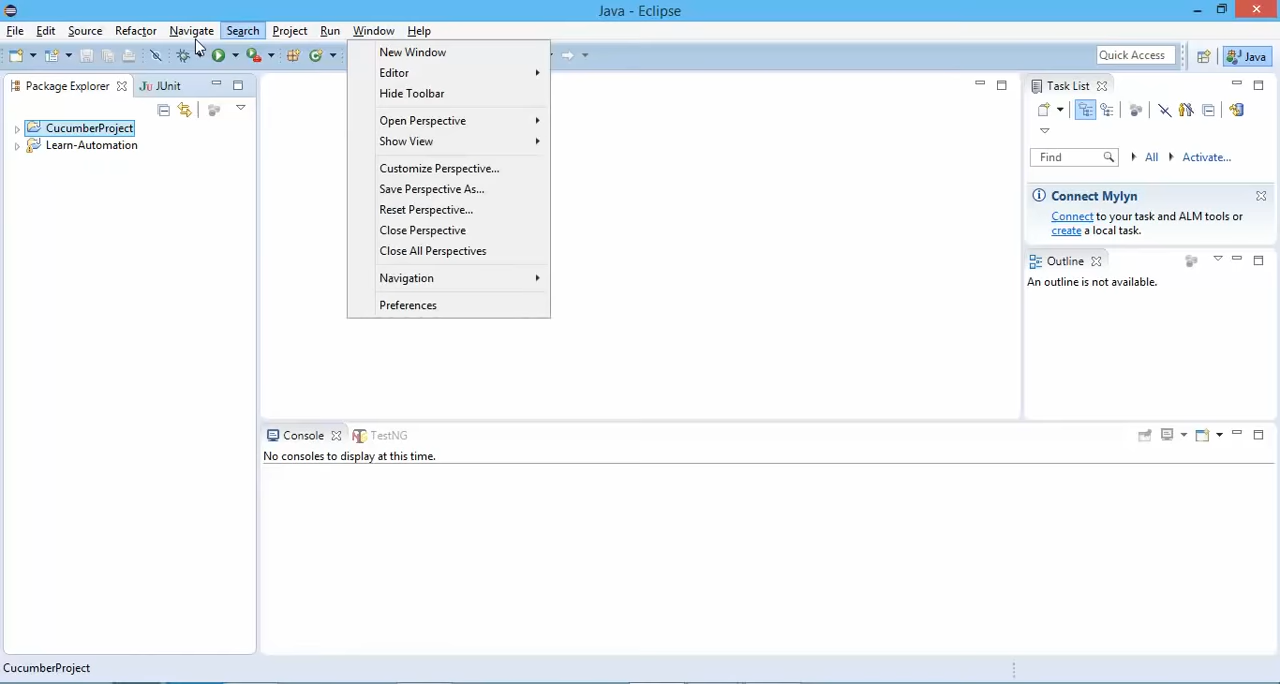 Java - Eclipse
File Edit Source Refactor Navigate Search Project Run Window Help
Quick Access
Java
Package Explorer
JUnit
CucumberProject
Learn-Automation
New Window
Editor
Hide Toolbar
Open Perspective
Show View
Customize Perspective...
Save Perspective As...
Reset Perspective...
Close Perspective
Close All Perspectives
Navigation
Preferences
Task List
Find
All
Activate...
Connect Mylyn
Connect to your task and ALM tools or
create a local task.
Outline
An outline is not available.
Console
TestNG
No consoles to display at this time.
CucumberProject